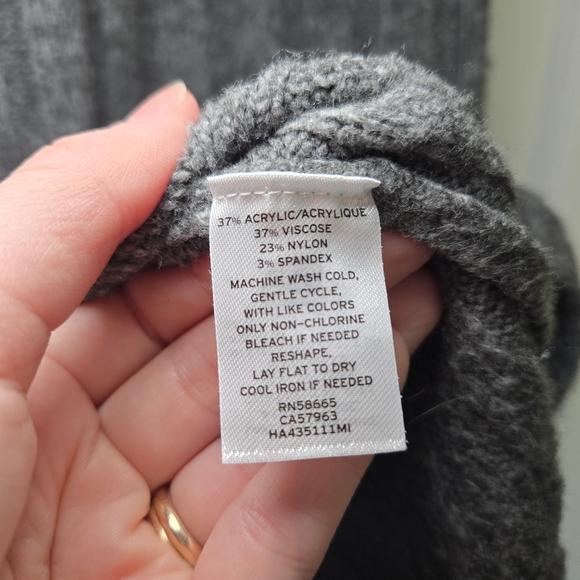 37% ACRYLIC/ACRYLIQUE
37% VISCOSE
23% NYLON
3% SPANDEX
MACHINE WASH COLD,
GENTLE CYCLE,
WITH LIKE COLORS
ONLY NON-CHLORINE
BLEACH IF NEEDED
RESHAPE,
LAY FLAT TO DRY
COOL IRON IF NEEDED
RN58665
CA57963
HA435111MI